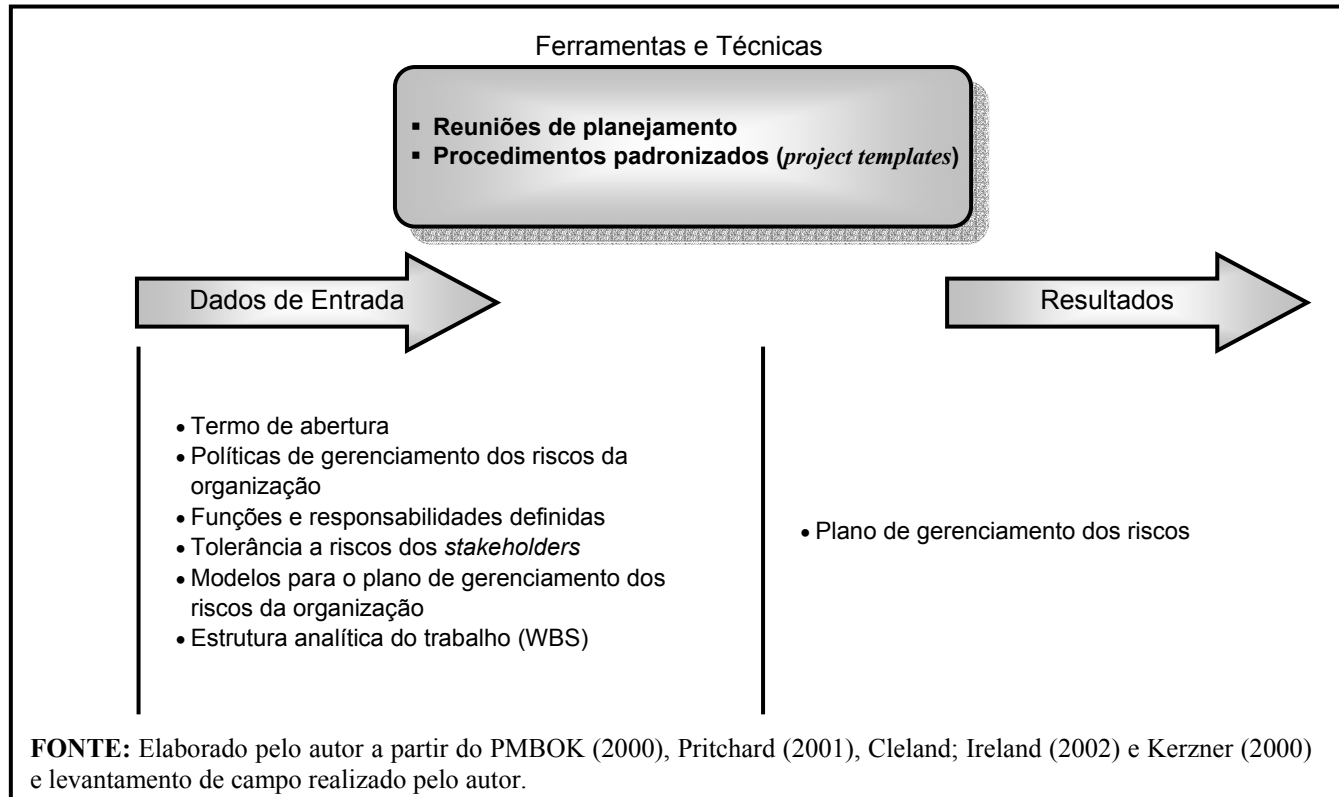 Ferramentas e Técnicas
▪ Reuniões de planejamento
▪ Procedimentos padronizados (project templates)
Dados de Entrada
Resultados
• Termo de abertura
• Políticas de gerenciamento dos riscos da
organização
• Funções e responsabilidades definidas
• Tolerância a riscos dos stakeholders
• Modelos para o plano de gerenciamento dos
riscos da organização
• Estrutura analítica do trabalho (WBS)
• Plano de gerenciamento dos riscos
FONTE: Elaborado pelo autor a partir do PMBOK (2000), Pritchard (2001), Cleland; Ireland (2002) e Kerzner (2000)
e levantamento de campo realizado pelo autor.